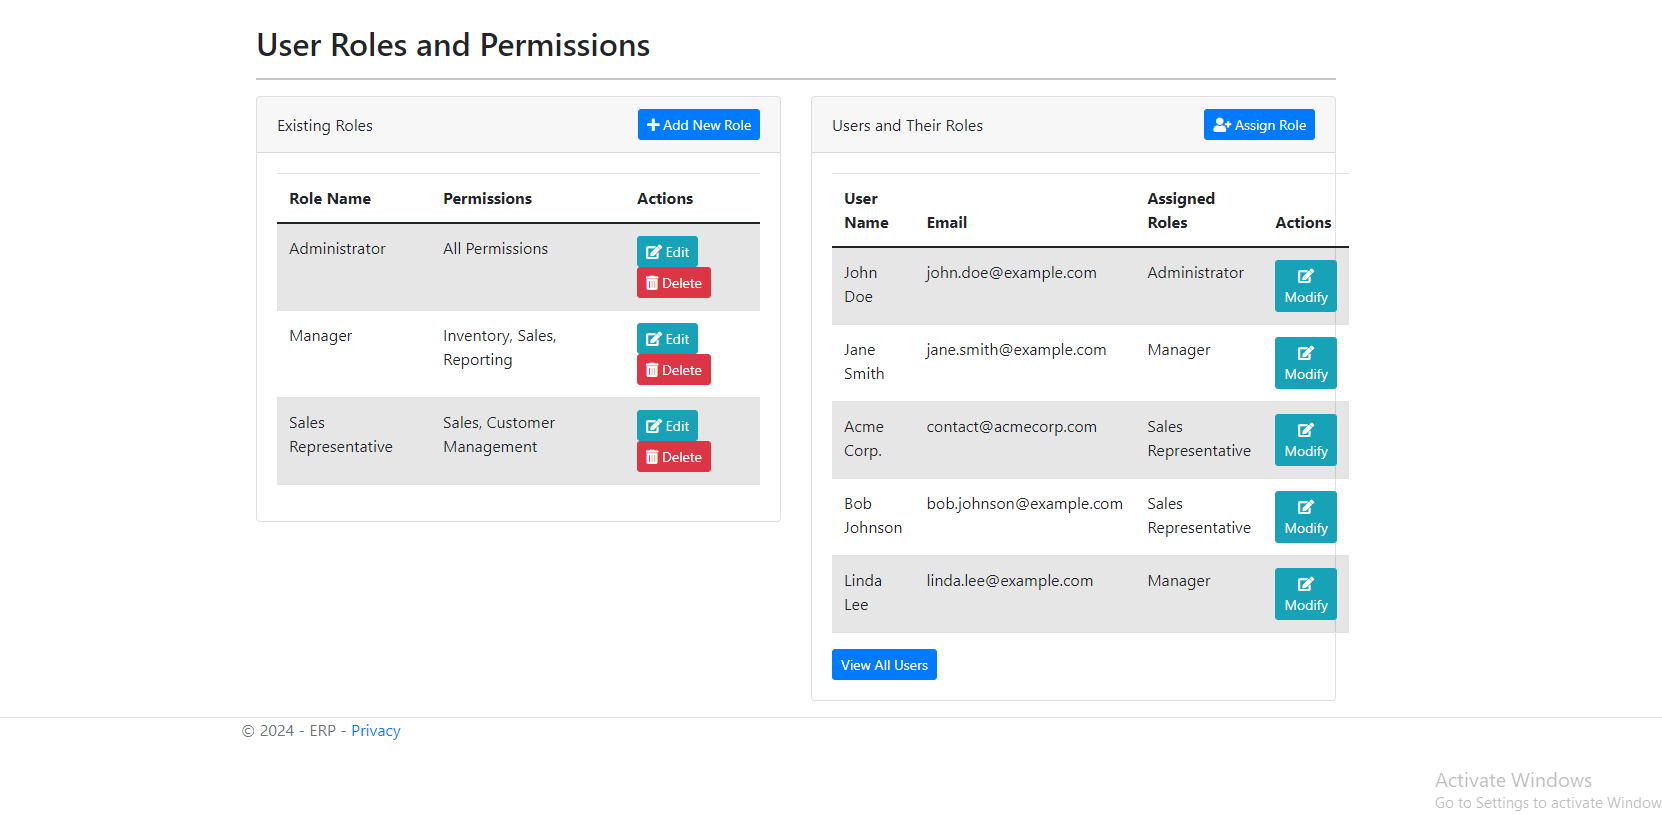 User Roles and Permissions
Existing Roles
Add New Role
Role Name Permissions Actions
Administrator All Permissions Edit
Delete
Manager Inventory, Sales, Edit
Reporting Delete
Sales Sales, Customer Edit
Representative Management Delete
Users and Their Roles
Assign Role
User Assigned
Name Email Roles Actions
John john.doe@example.com Administrator
Doe Modify
Jane jane.smith@example.com Manager
Smith Modify
Acme contact@acmecorp.com Sales
Corp. Representative Modify
Bob bob.johnson@example.com Sales
Johnson Representative Modify
Linda linda.lee@example.com Manager
Lee Modify
View All Users
© 2024 - ERP - Privacy
Activate Windows
Go to Settings to activate Window